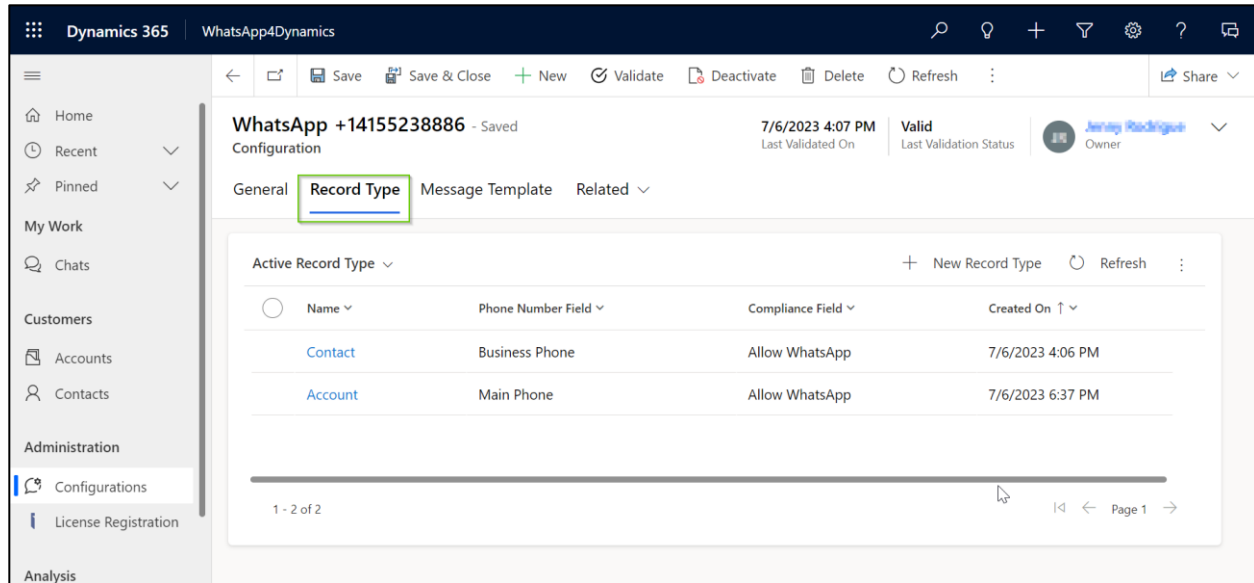 Dynamics 365 WhatsApp4Dynamics
Save Save & Close New Validate Deactivate Delete Refresh Share
Home
Recent
Pinned
My Work
Chats
Customers
Accounts
Contacts
Administration
Configurations
License Registration
Analysis
WhatsApp +14155238886 - Saved
Configuration
7/6/2023 4:07 PM
Last Validated On
Valid
Last Validation Status
Owner
General Record Type Message Template Related
Active Record Type New Record Type Refresh
Name Phone Number Field Compliance Field Created On
Contact Business Phone Allow WhatsApp 7/6/2023 4:06 PM
Account Main Phone Allow WhatsApp 7/6/2023 6:37 PM
1 - 2 of 2 Page 1